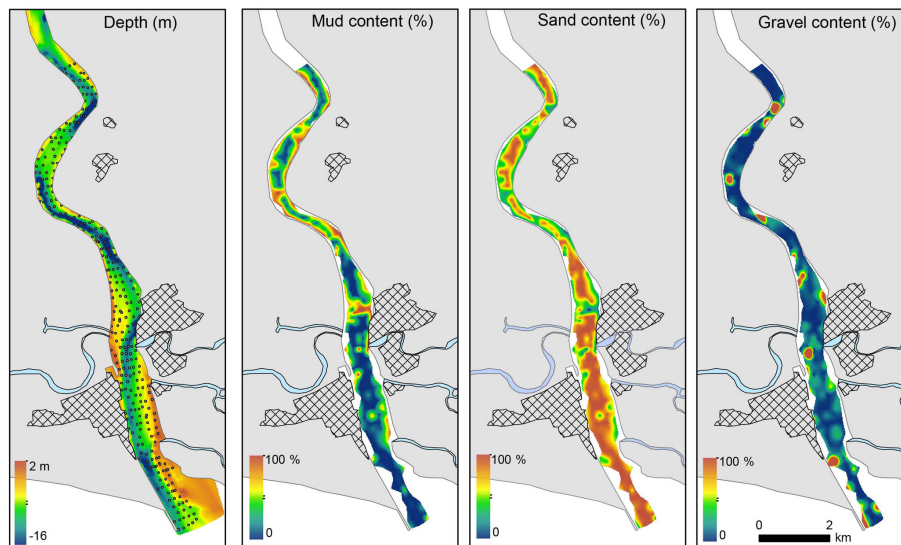 Depth (m)
Mud content (%)
Sand content (%)
Gravel content (%)
2 m
-16
100 %
0
100 %
0
100 %
0
0
2
km